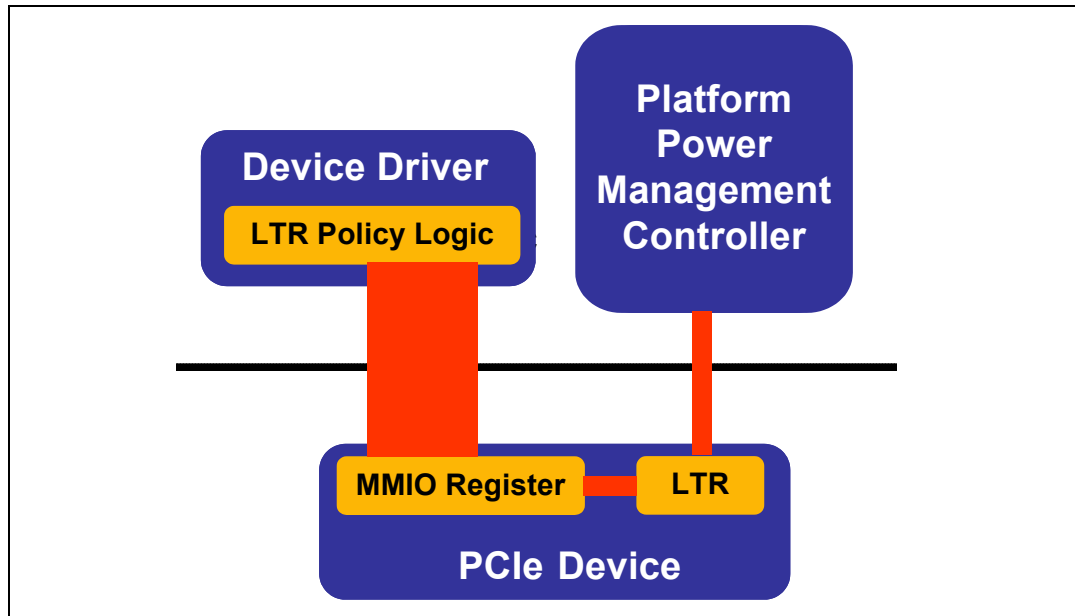 Platform
Power
Management
Controller
Device Driver
LTR Policy Logic
MMIO Register
LTR
PCIe Device